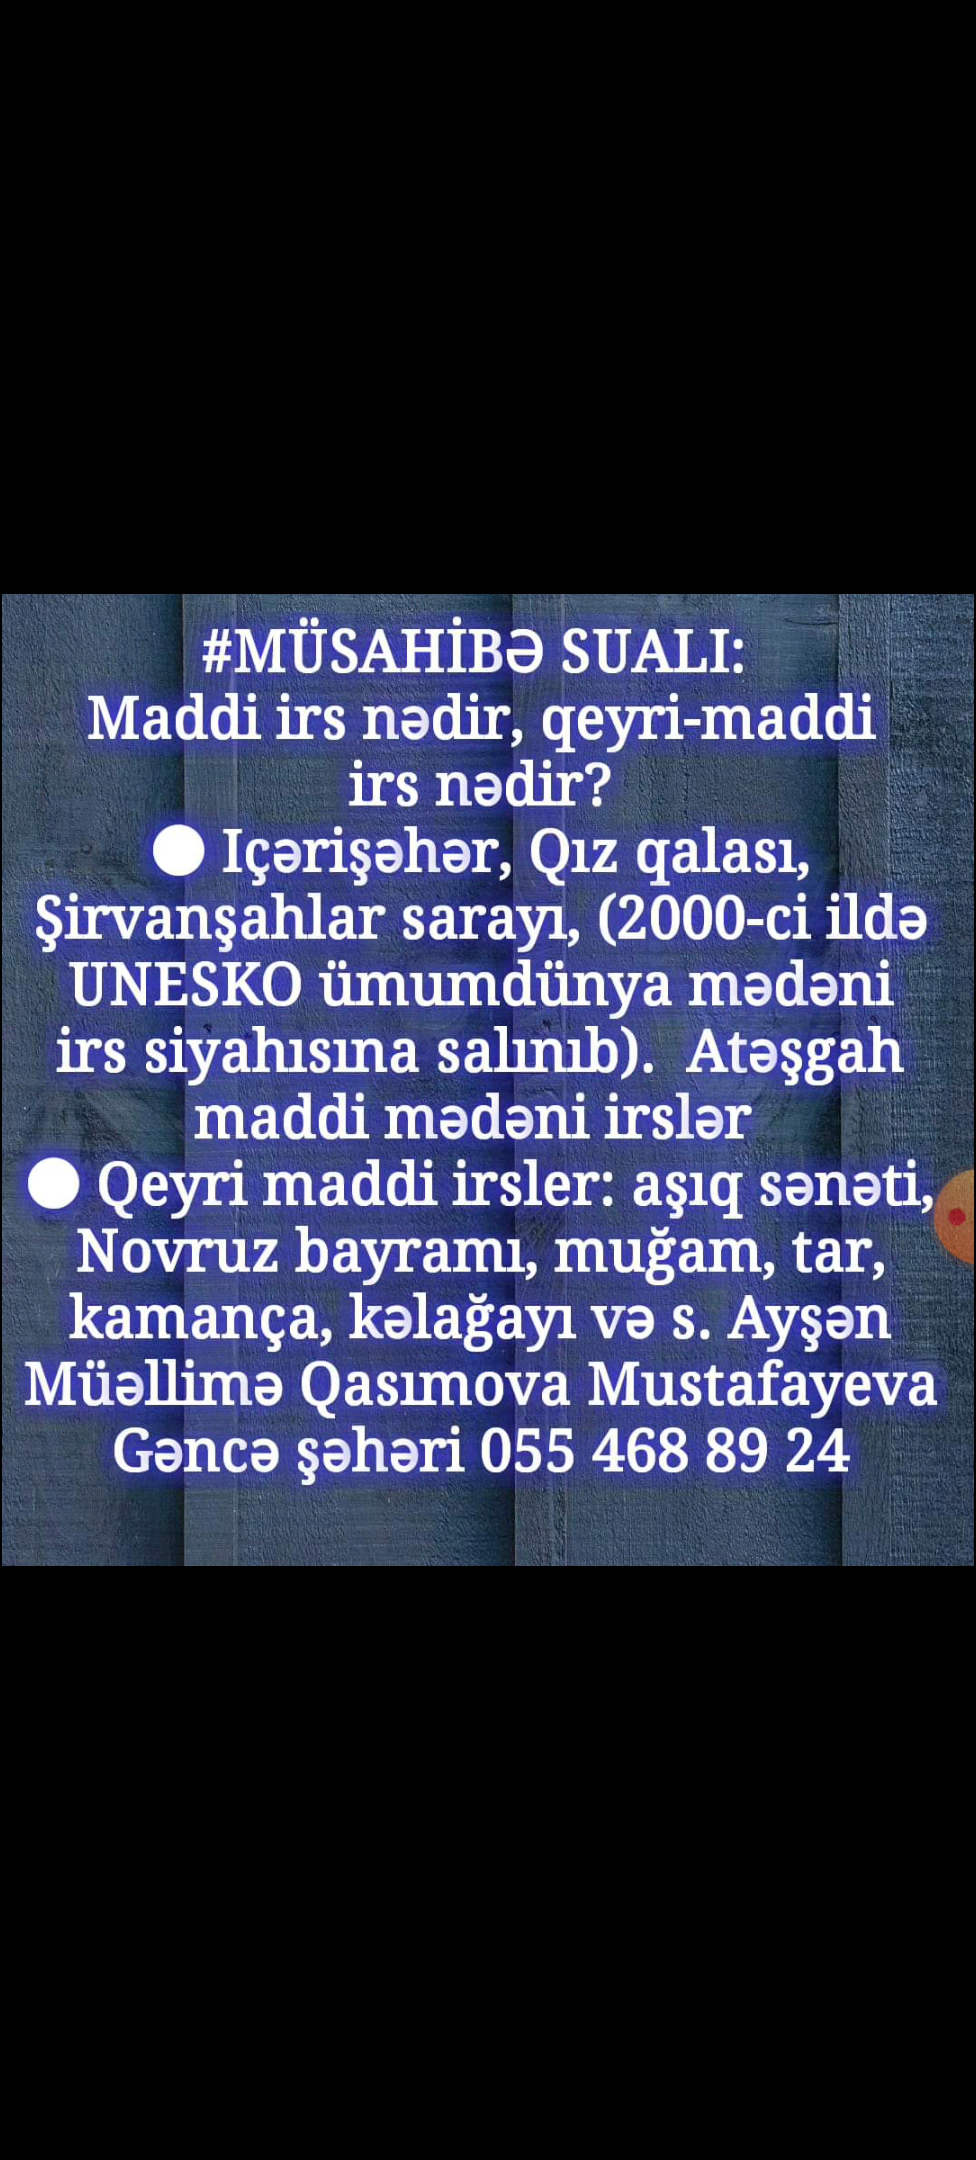 #MÜSAHİBƏ SUALI:
Maddi irs nədir, qeyri-maddi
irs nədir?
● Içərişəhər, Qız qalası,
Şirvanşahlar sarayı, (2000-ci ildə
UNESKO ümumdünya mədəni
irs siyahısına salınıb).  Atəşgah
maddi mədəni irslər
● Qeyri maddi irsler: aşıq sənəti,
Novruz bayramı, muğam, tar,
kamança, kəlağayı və s. Ayşən
Müəllimə Qasımova Mustafayeva
Gəncə şəhəri 055 468 89 24